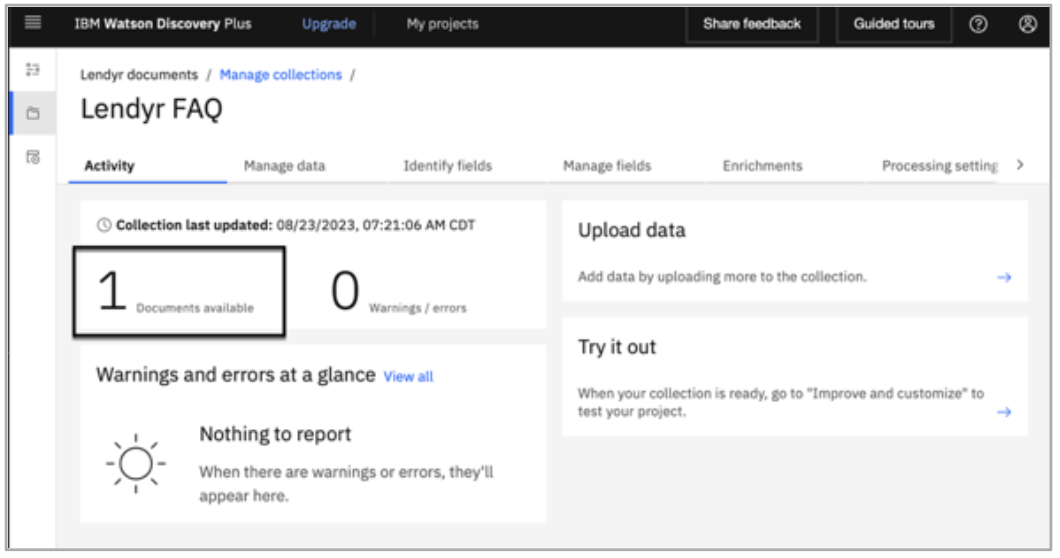 IBM Watson Discovery Plus Upgrade My projects Share feedback Guided tours
Lendyr documents / Manage collections /
Lendyr FAQ
Activity Manage data Identify fields Manage fields Enrichments Processing setting
Collection last updated: 08/23/2023, 07:21:06 AM CDT
1 Documents available
0 Warnings / errors
Warnings and errors at a glance View all
Nothing to report
When there are warnings or errors, they'll
appear here.
Upload data
Add data by uploading more to the collection.
Try it out
When your collection is ready, go to "Improve and customize" to
test your project.